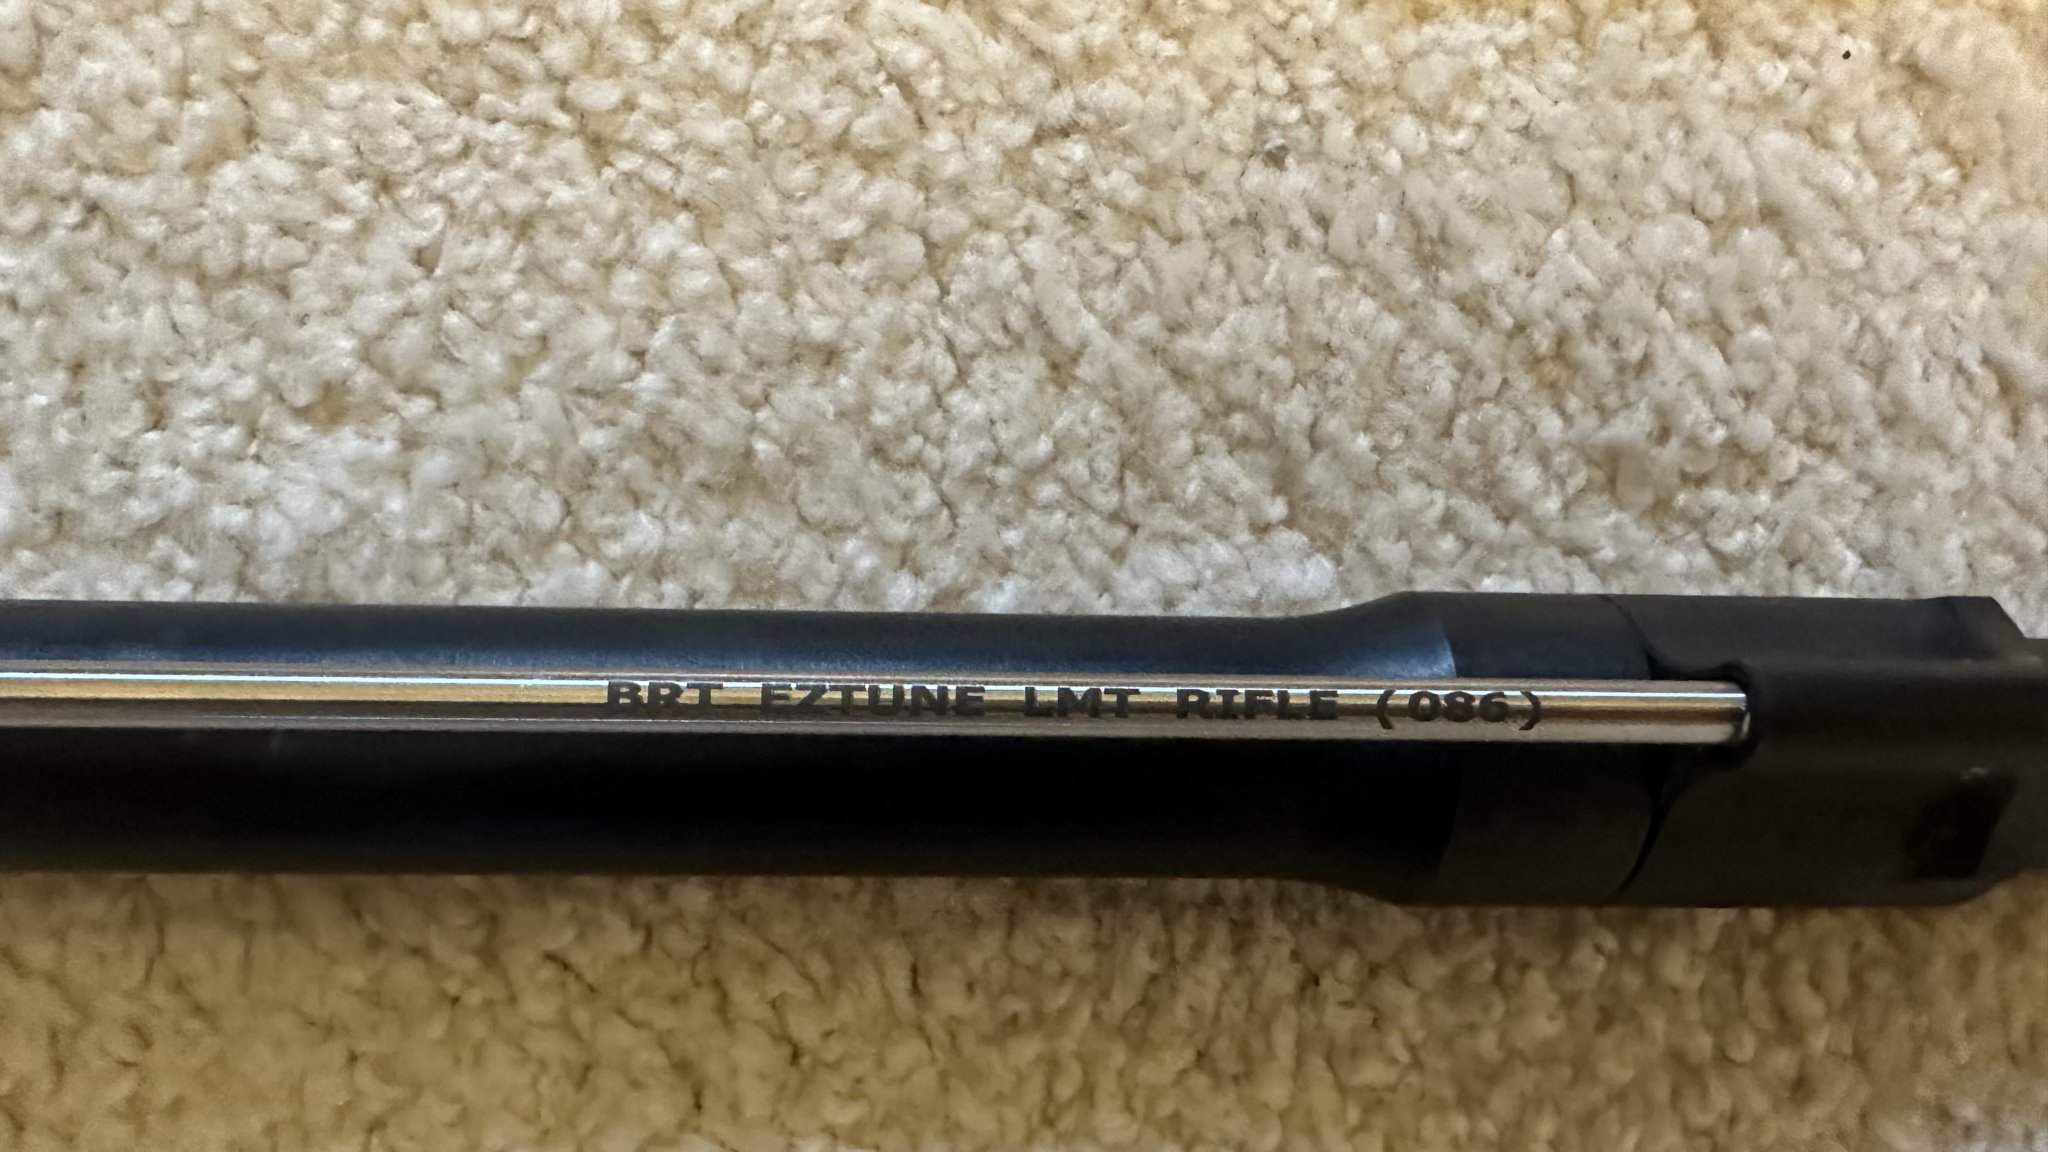 BRT EZTUNE LMT RIFLE (086)